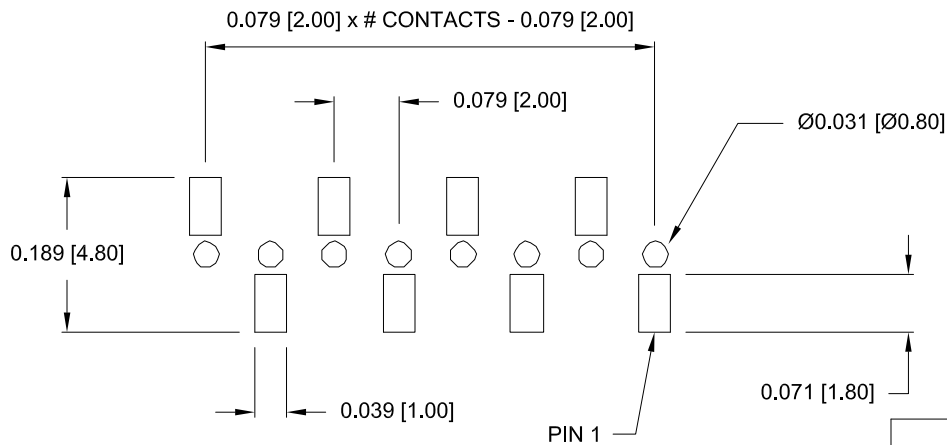 0.079 [2.00] x # CONTACTS - 0.079 [2.00]
0.079 [2.00]
Ø0.031 [Ø0.80]
0.189 [4.80]
0.071 [1.80]
0.039 [1.00]
PIN 1